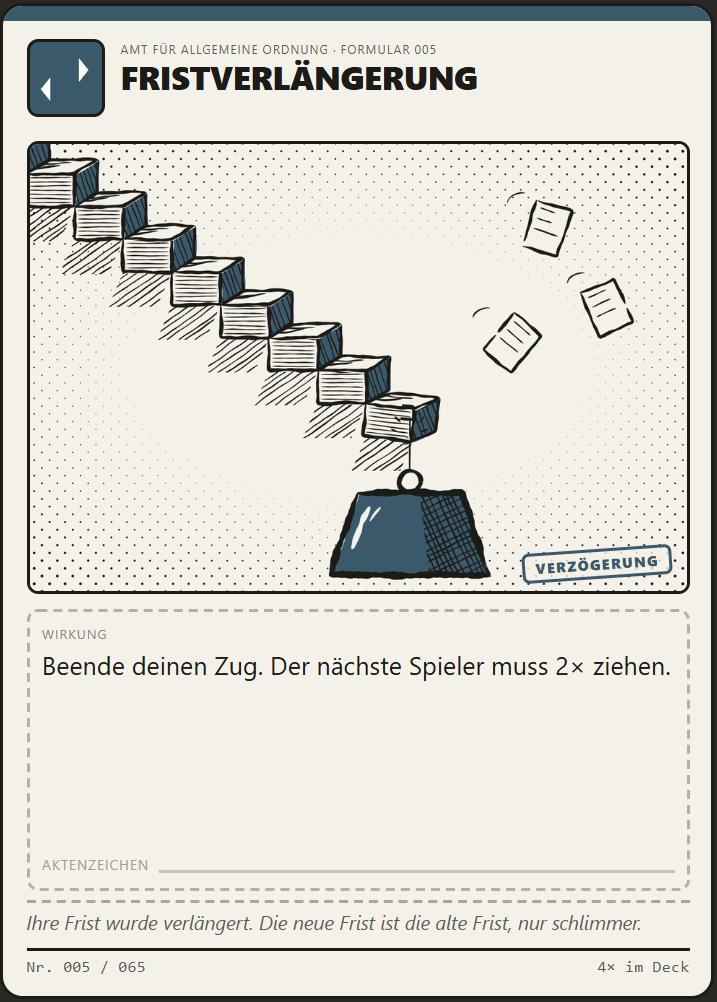 AMT FÜR ALLGEMEINE ORDNUNG · FORMULAR 005
FRISTVERLÄNGERUNG
VERZÖGERUNG
WIRKUNG
Beende deinen Zug. Der nächste Spieler muss 2× ziehen.
AKTENZEICHEN
Ihre Frist wurde verlängert. Die neue Frist ist die alte Frist, nur schlimmer.
Nr. 005 / 065
4× im Deck